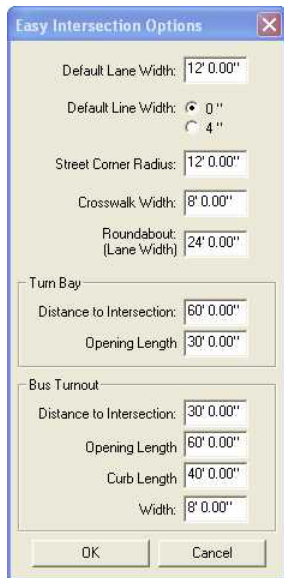 Easy Intersection Options
Default Lane Width: 12' 0.00"
Default Line Width: 0 "
4 "
Street Corner Radius: 12' 0.00"
Crosswalk Width: 8' 0.00"
Roundabout:
(Lane Width) 24' 0.00"
Turn Bay
Distance to Intersection: 60' 0.00"
Opening Length 30' 0.00"
Bus Turnout
Distance to Intersection: 30' 0.00"
Opening Length 60' 0.00"
Curb Length 40' 0.00"
Width: 8' 0.00"
OK Cancel